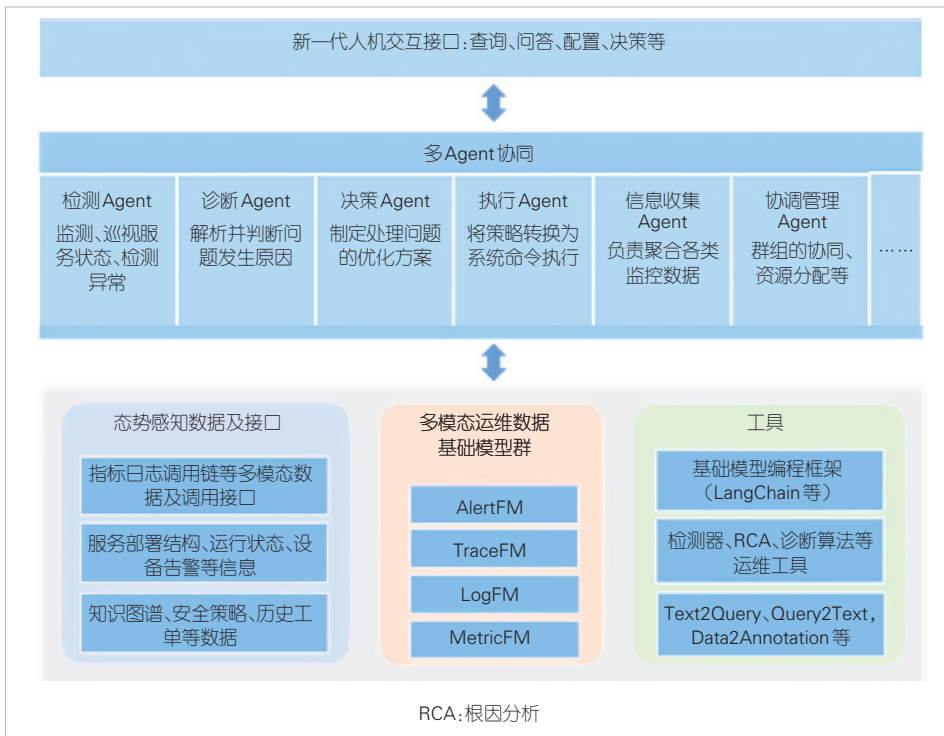 新一代人机交互接口:查询、问答、配置、决策等
多Agent协同
检测Agent
监测、巡视服
务状态、检测
异常
诊断Agent
解析并判断问
题发生原因
决策Agent
制定处理问题
的优化方案
执行Agent
将策略转换为
系统命令执行
信息收集
Agent
负责聚合各类
监控数据
协调管理
Agent
群组的协同、
资源分配等
……
态势感知数据及接口
指标日志调用链等多模态数
据及调用接口
服务部署结构、运行状态、设
备告警等信息
知识图谱、安全策略、历史工
单等数据
多模态运维数据
基础模型群
AlertFM
TraceFM
LogFM
MetricFM
工具
基础模型编程框架
（LangChain等）
检测器、RCA、诊断算法等
运维工具
Text2Query、Query2Text，
Data2Annotation等
RCA:根因分析